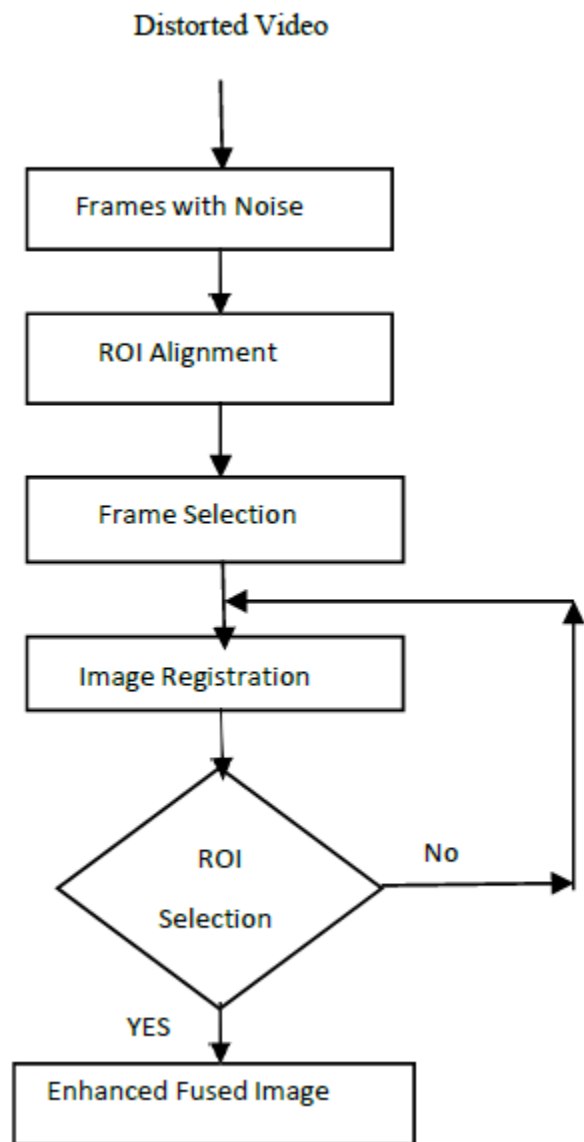 Distorted Video
Frames with Noise
ROI Alignment
Frame Selection
Image Registration
ROI
Selection
No
YES
Enhanced Fused Image